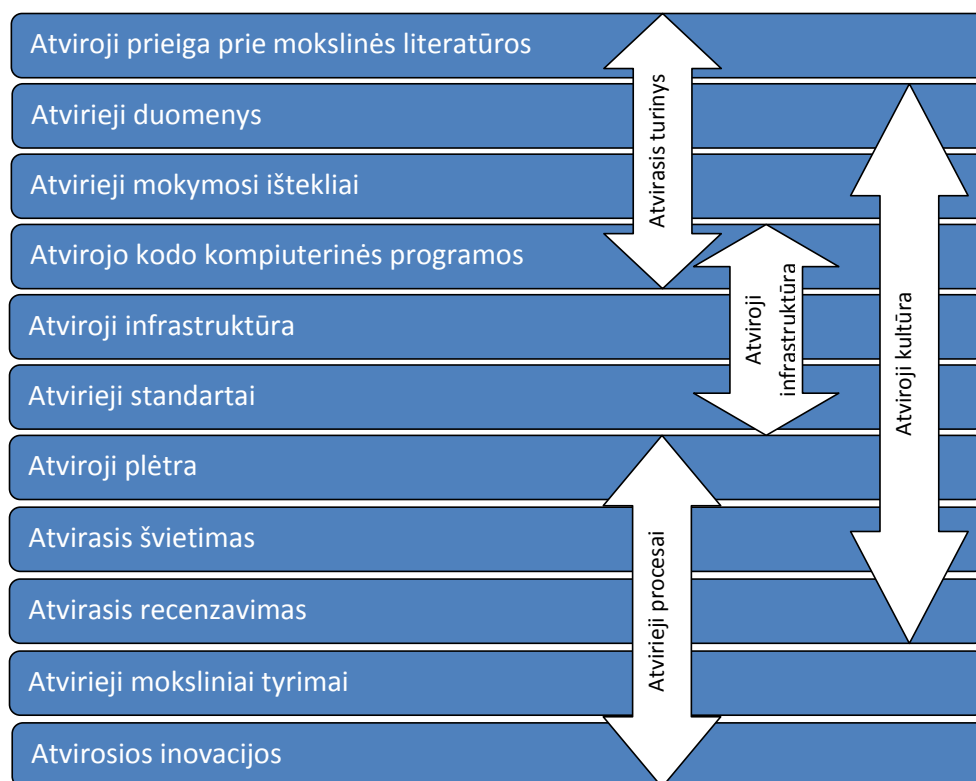 Atviroji prieiga prie mokslinės literatūros
Atvirieji duomenys
Atvirieji mokymosi ištekliai
Atvirojo kodo kompiuterinės programos
Atviroji infrastruktūra
Atvirieji standartai
Atviroji plėtra
Atvirasis švietimas
Atvirasis recenzavimas
Atvirieji moksliniai tyrimai
Atvirosios inovacijos
Atvirasis turinys
Atviroji
infrastruktūra
Atviroji kultūra
Atvirieji procesai